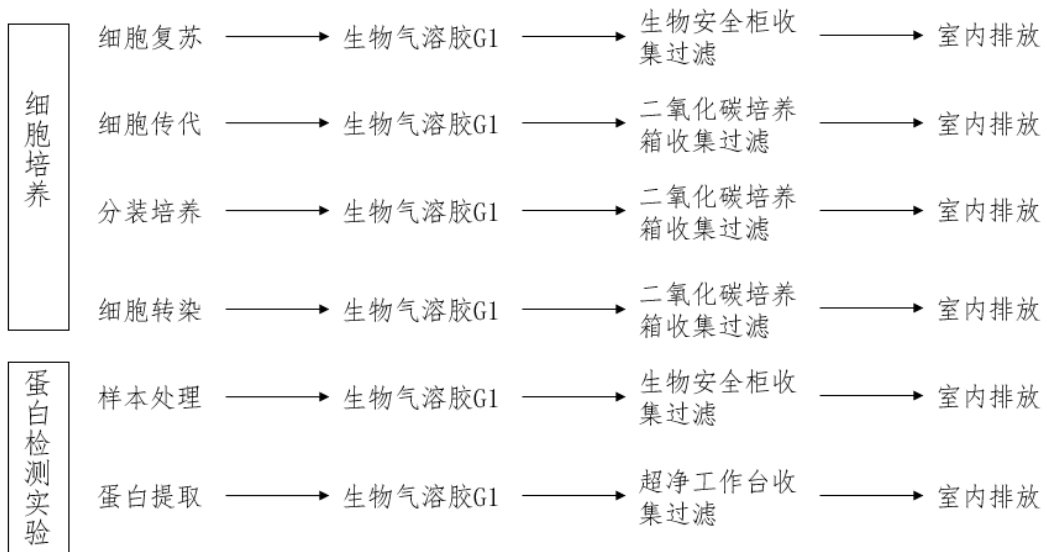 细胞培养
细胞复苏
生物气溶胶G1
生物安全柜收
集过滤
室内排放
细胞传代
生物气溶胶G1
二氧化碳培养
箱收集过滤
室内排放
分装培养
生物气溶胶G1
二氧化碳培养
箱收集过滤
室内排放
细胞转染
生物气溶胶G1
二氧化碳培养
箱收集过滤
室内排放
蛋白检测实验
样本处理
生物气溶胶G1
生物安全柜收
集过滤
室内排放
蛋白提取
生物气溶胶G1
超净工作台收
集过滤
室内排放